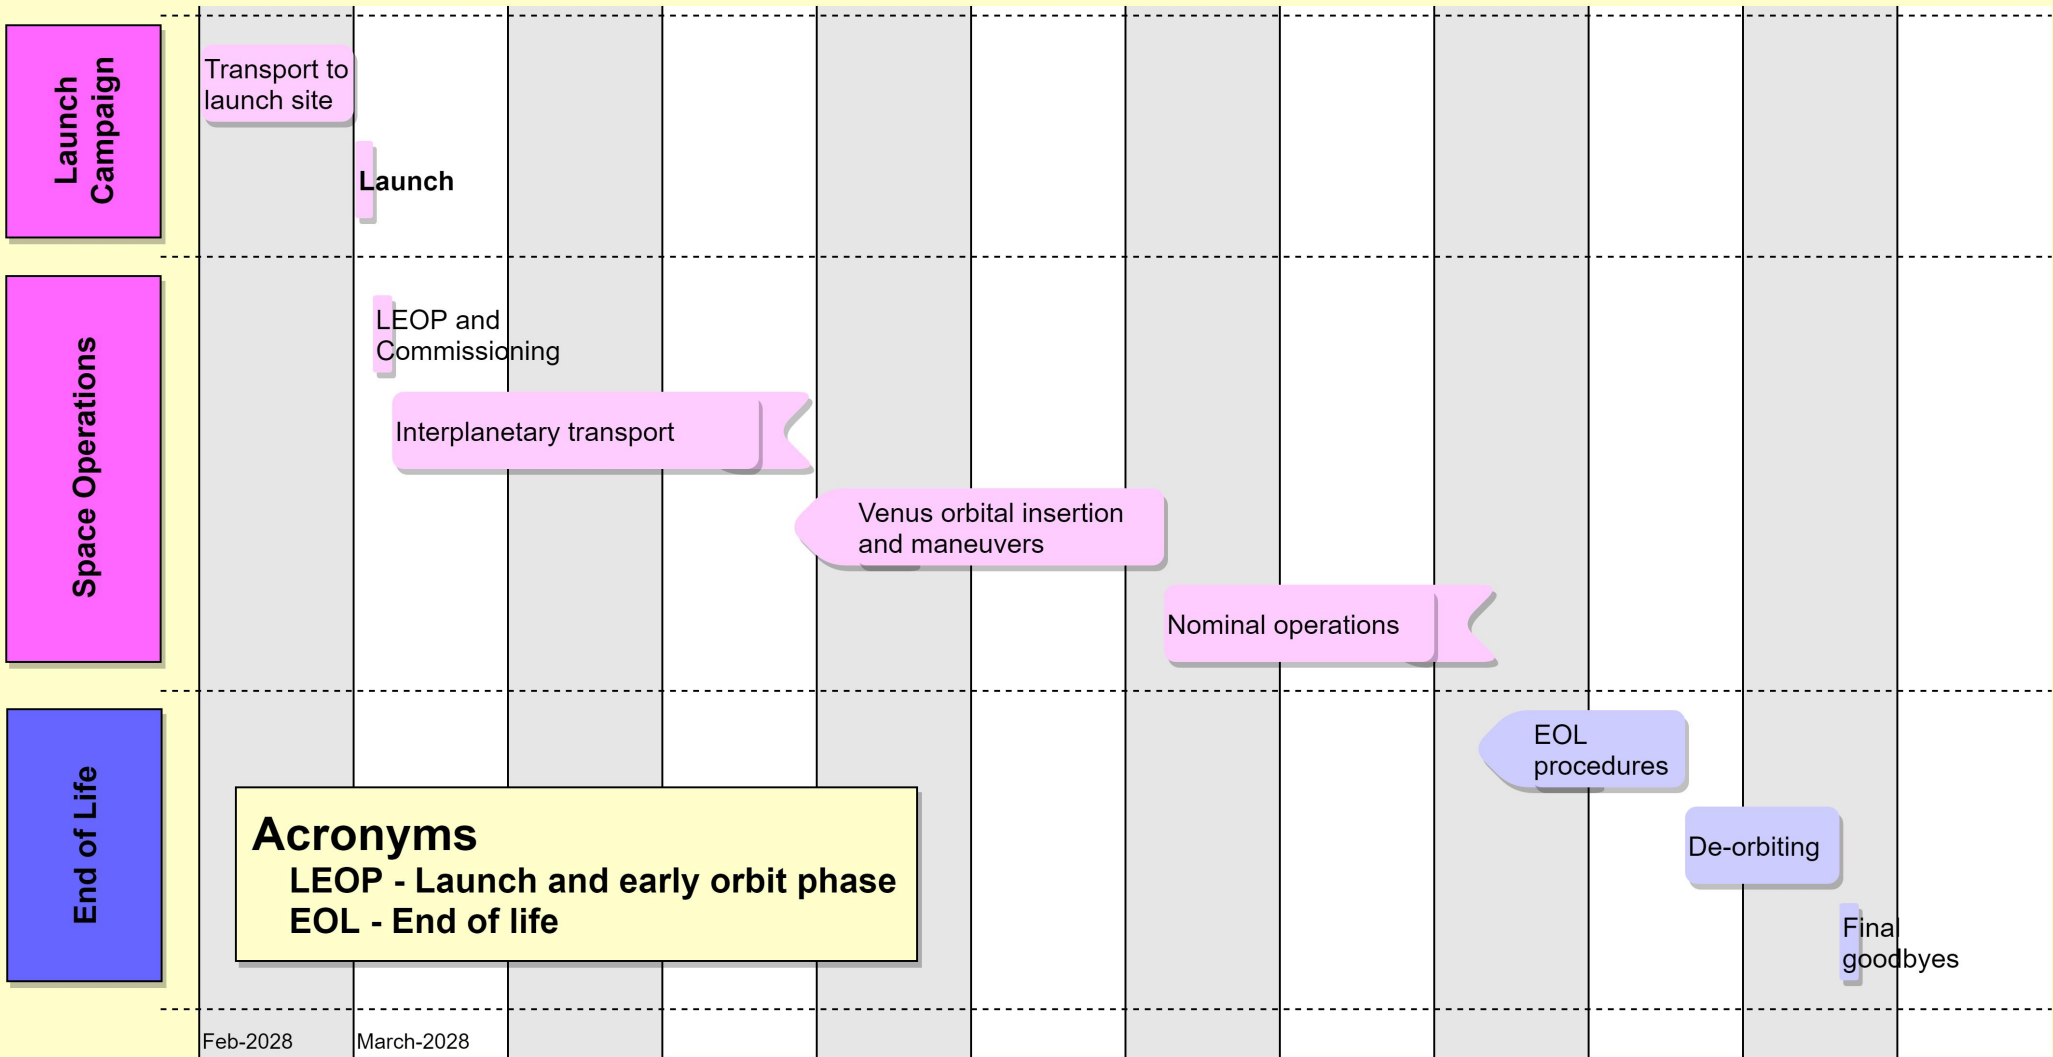 Launch
Campaign
Transport to
launch site
Launch
Space Operations
LEOP and
Commissioning
Interplanetary transport
Venus orbital insertion
and maneuvers
Nominal operations
End of Life
EOL
procedures
De-orbiting
Final
goodbyes
Acronyms
LEOP - Launch and early orbit phase
EOL - End of life
Feb-2028
March-2028